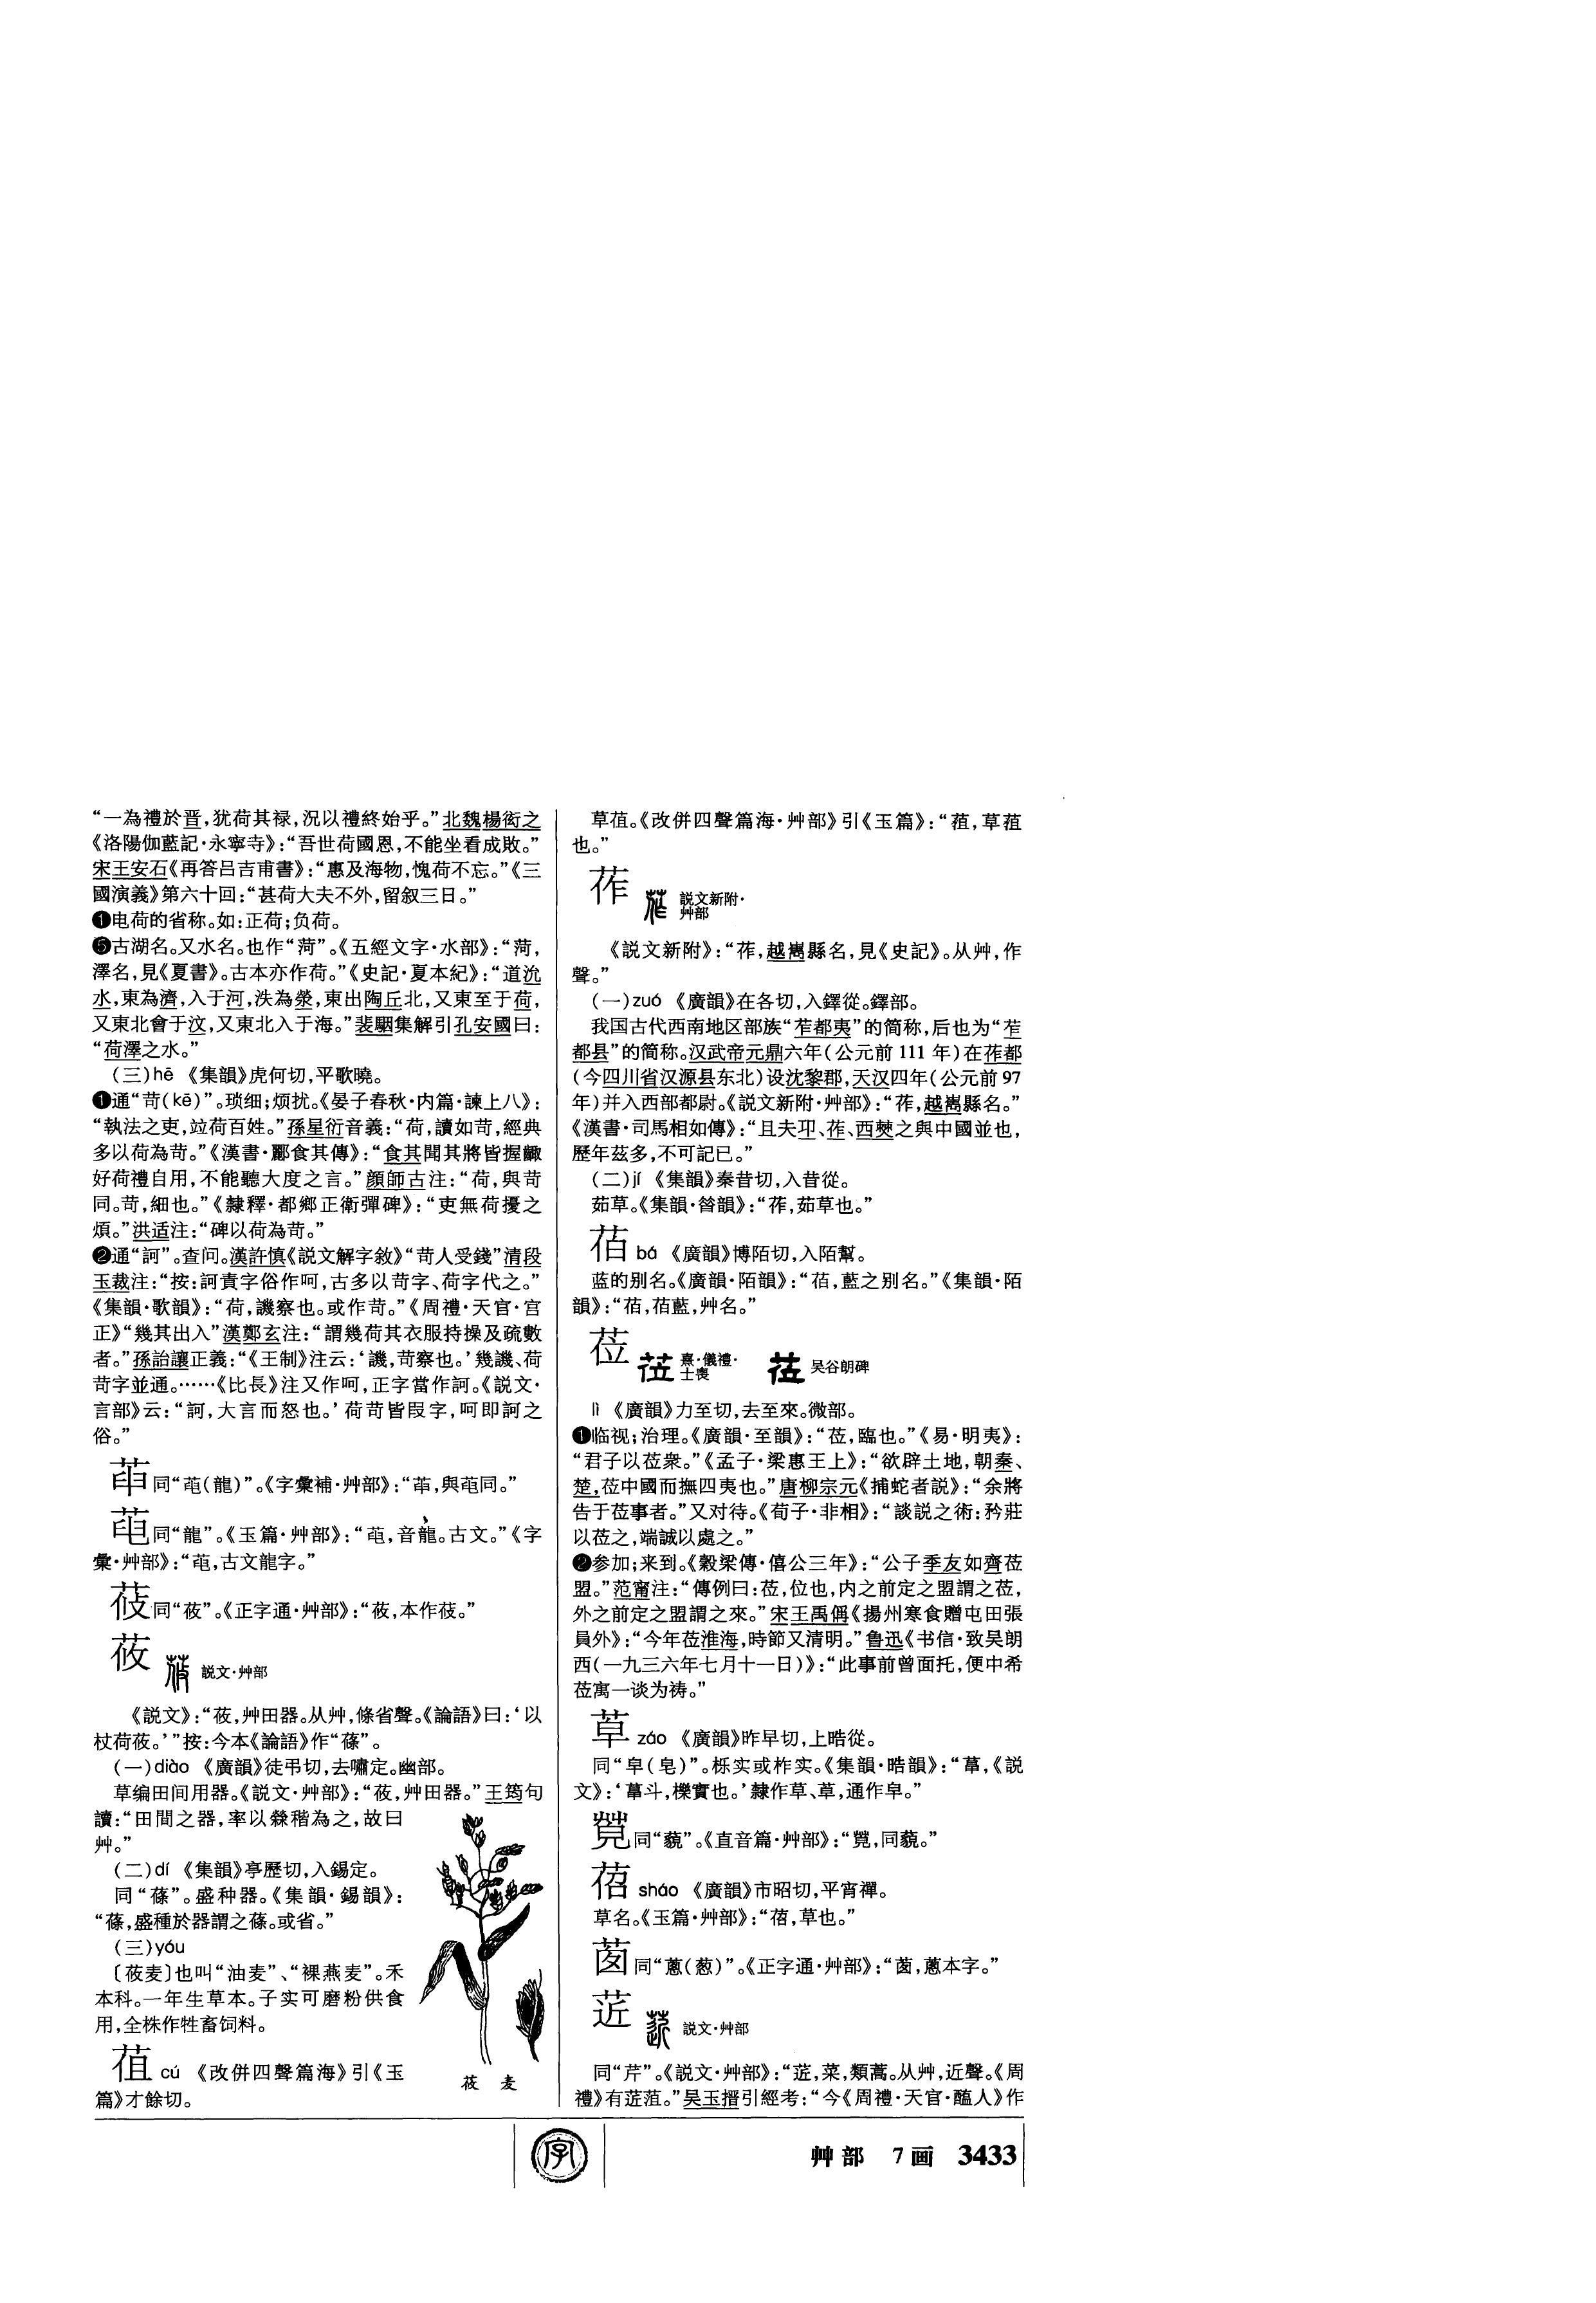 “一為禮於晋,犹荷其禄,況以禮終始乎。”北魏楊衒之
《洛陽伽藍記·永寧寺》:“吾世荷國恩,不能坐看成敗。”
宋王安石《再答呂吉甫書》:“惠及海物,愧荷不忘。”《三
國演義》第六十回:“甚荷大夫不外,留叙三日。”
❶电荷的省称。如:正荷;负荷。
❺古湖名。又水名。也作“菏”。《五經文字·水部》:“菏,
澤名,見《夏書》。古本亦作荷。”《史記·夏本紀》:“道沇
水,東為濟,入于河,泆為滎,東出陶丘北,又東至于荷,
又東北會于汶,又東北入于海。”裴駰集解引孔安國曰:
“荷澤之水。”
(三)hē 《集韻》虎何切,平歌曉。
❶通“苛(kē)”。琐细;烦扰。《晏子春秋·内篇·諫上八》:
“執法之吏,竝荷百姓。”孫星衍音義:“荷,讀如苛,經典
多以荷為苛。”《漢書·酈食其傳》:“食其聞其將皆握齱
好荷禮自用,不能聽大度之言。”顔師古注:“荷,與苛
同。苛,細也。”《隸釋·都鄉正衛彈碑》:“吏無荷擾之
煩。”洪适注:“碑以荷為苛。”
❷通“訶”。查问。漢許慎《説文解字敘》“苛人受錢”清段
玉裁注:“按:訶責字俗作呵,古多以苛字、荷字代之。”
《集韻·歌韻》:“荷,譏察也。或作苛。”《周禮·天官·宫
正》“幾其出入”漢鄭玄注:“謂幾荷其衣服持操及疏數
者。”孫詒讓正義:“《王制》注云:‘譏,苛察也。’幾譏、荷
苛字並通。……《比長》注又作呵,正字當作訶。《説文·
言部》云:“訶,大言而怒也。’荷苛皆叚字,呵即訶之
俗。”
同“(龍)”。《字彙補·艸部》:“,與同。”
同“龍”。《玉篇·艸部》:“,音龍。古文。”《字
彙·艸部》:“,古文龍字。”
同“莜”。《正字通·艸部》:“莜,本作。”
莜 説文·艸部
《説文》:“莜,艸田器。从艸,條省聲。《論語》曰:‘以
杖荷莜。’”按:今本《論語》作“蓧”。
(一)diào 《廣韻》徒弔切,去嘯定。幽部。
草编田间用器。《説文·艸部》:“莜,艸田器。”王筠句
讀:“田間之器,率以䅌稭為之,故曰
艸。”
(二)dí 《集韻》亭歷切,入錫定。
同“蓧”。盛种器。《集韻·錫韻》:
“蓧,盛種於器謂之蓧。或省。”
(三)yóu
〔莜麦〕也叫“油麦”、“裸燕麦”。禾
本科。一年生草本。子实可磨粉供食
用,全株作牲畜饲料。
莜 麦
cú 《改併四聲篇海》引《玉
篇》才餘切。
草。《改併四聲篇海·艸部》引《玉篇》:“,草
也。”
莋 説文新附·
艸部
《説文新附》:“莋,越嶲縣名,見《史記》。从艸,作
聲。”
(一)zuó 《廣韻》在各切,入鐸從。鐸部。
我国古代西南地区部族“莋都夷”的简称,后也为“莋
都县”的简称。汉武帝元鼎六年(公元前111年)在莋都
(今四川省汉源县东北)设沈黎郡,天汉四年(公元前97
年)并入西部都尉。《説文新附·艸部》:“莋,越嶲縣名。”
《漢書·司馬相如傳》:“且夫卭、莋、西僰之與中國並也,
歷年茲多,不可記已。”
(二)jí 《集韻》秦昔切,入昔從。
茹草。《集韻·㫺韻》:“莋,茹草也。”
蒛 bá 《廣韻》博陌切,入陌幫。
蓝的别名。《廣韻·陌韻》:“,藍之别名。”《集韻·陌
韻》:“,藍,艸名。”
莅 熹·儀禮·
士喪 吴谷朗碑
lì 《廣韻》力至切,去至來。微部。
❶临视;治理。《廣韻·至韻》:“莅,臨也。”《易·明夷》:
“君子以莅衆。”《孟子·梁惠王上》:“欲辟土地,朝秦、
楚,莅中國而撫四夷也。”唐柳宗元《捕蛇者説》:“余將
告于莅事者。”又对待。《荀子·非相》:“談説之術:矜莊
以莅之,端誠以處之。”
❷参加;来到。《穀梁傳·僖公三年》:“公子季友如齊莅
盟。”范甯注:“傳例曰:莅,位也,内之前定之盟謂之莅,
外之前定之盟謂之來。”宋王禹偁《揚州寒食贈屯田張
員外》:“今年莅淮海,時節又清明。”鲁迅《书信·致吴朗
西(一九三六年七月十一日)》:“此事前曾面托,便中希
莅寓一谈为祷。”
záo 《廣韻》昨早切,上晧從。
同“皁(皂)”。栎实或柞实。《集韻·晧韻》:“,《説
文》:‘斗,櫟實也。’隸作草、,通作皁。”
同“藐”。《直音篇·艸部》:“,同藐。”
sháo 《廣韻》市昭切,平宵禪。
草名。《玉篇·艸部》:“,草也。”
茵 同“蔥(葱)”。《正字通·艸部》:“,蔥本字。”
䒽 説文·艸部
同“芹”。《説文·艸部》:“,菜,類蒿。从艸,近聲。《周
禮》有菹。”吴玉搢引經考:“今《周禮·天官·醢人》作
字
艸部 7画 3433